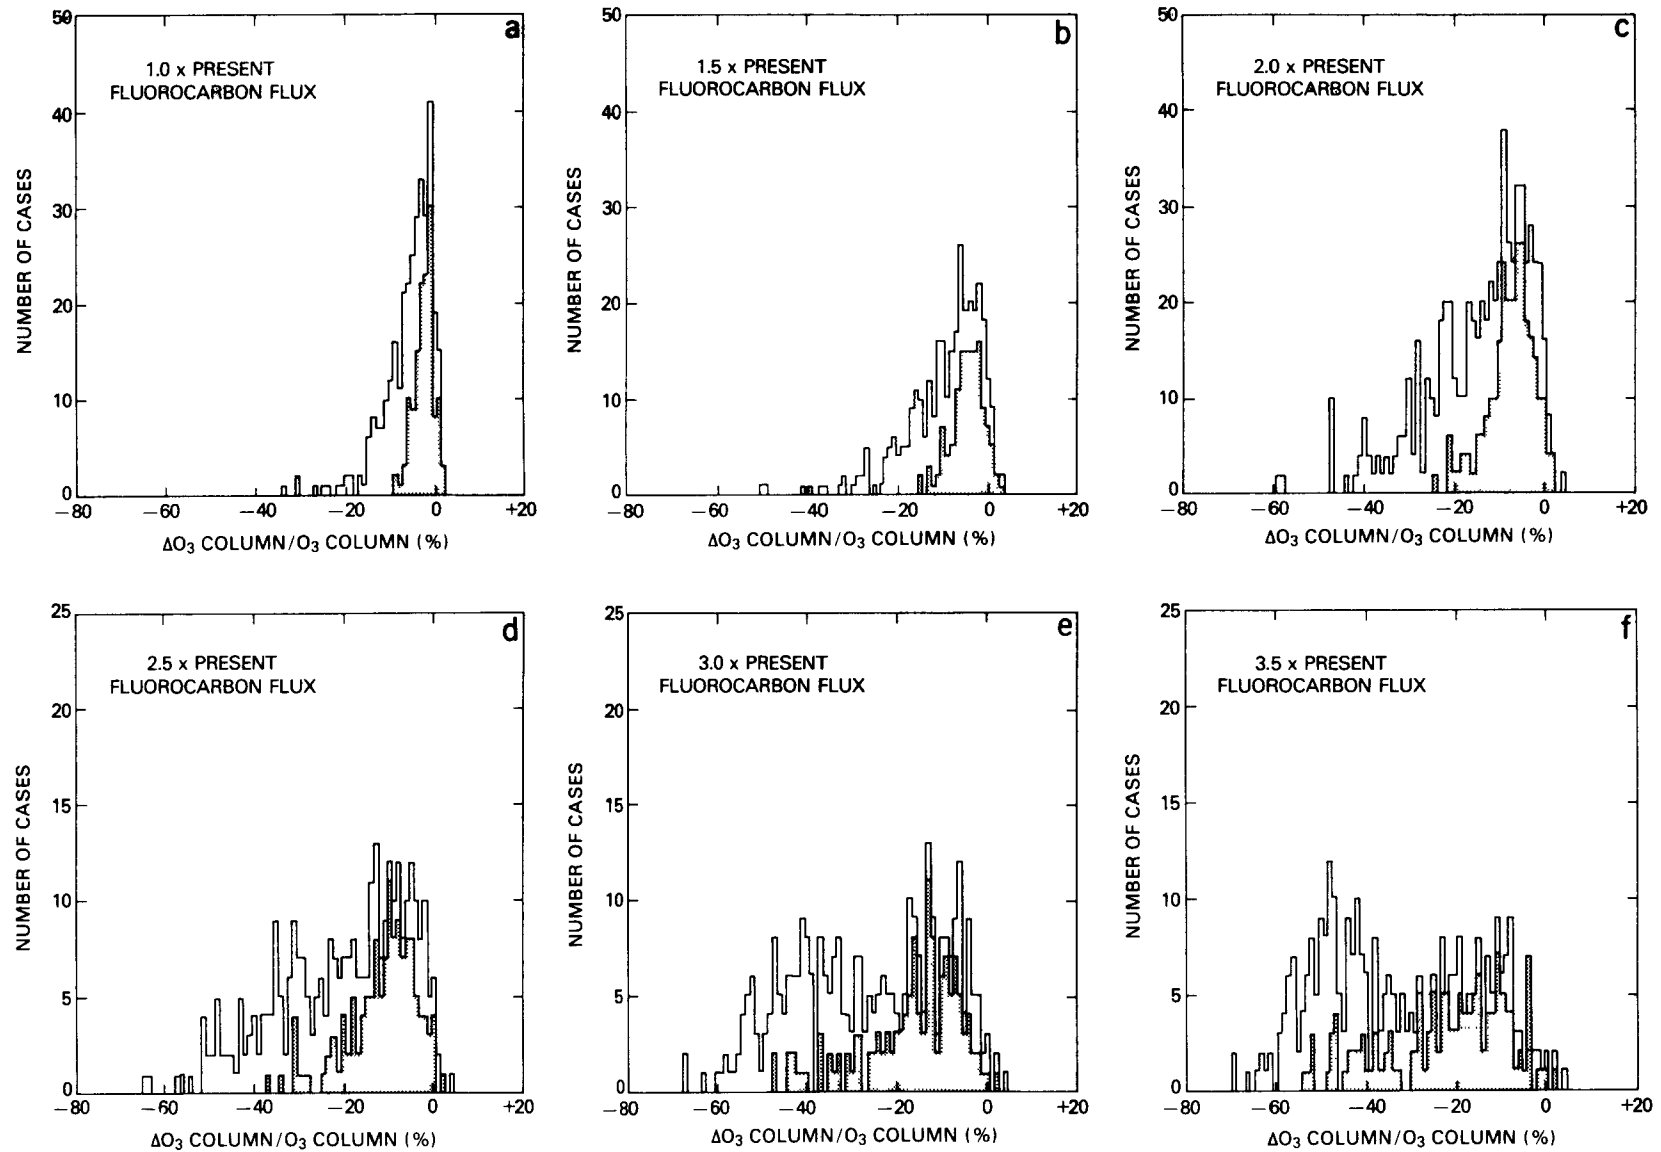 a
1.0 x PRESENT
FLUOROCARBON FLUX
50
40
30
20
10
0
NUMBER OF CASES
−80 −60 −40 −20 0 +20
ΔO₃ COLUMN/O₃ COLUMN (%)
b
1.5 x PRESENT
FLUOROCARBON FLUX
50
40
30
20
10
0
NUMBER OF CASES
−80 −60 −40 −20 0 +20
ΔO₃ COLUMN/O₃ COLUMN (%)
c
2.0 x PRESENT
FLUOROCARBON FLUX
50
40
30
20
10
0
NUMBER OF CASES
−80 −60 −40 −20 0 +20
ΔO₃ COLUMN/O₃ COLUMN (%)
d
2.5 x PRESENT
FLUOROCARBON FLUX
25
20
15
10
5
0
NUMBER OF CASES
−80 −60 −40 −20 0 +20
ΔO₃ COLUMN/O₃ COLUMN (%)
e
3.0 x PRESENT
FLUOROCARBON FLUX
25
20
15
10
5
0
NUMBER OF CASES
−80 −60 −40 −20 0 +20
ΔO₃ COLUMN/O₃ COLUMN (%)
f
3.5 x PRESENT
FLUOROCARBON FLUX
25
20
15
10
5
0
NUMBER OF CASES
−80 −60 −40 −20 0 +20
ΔO₃ COLUMN/O₃ COLUMN (%)